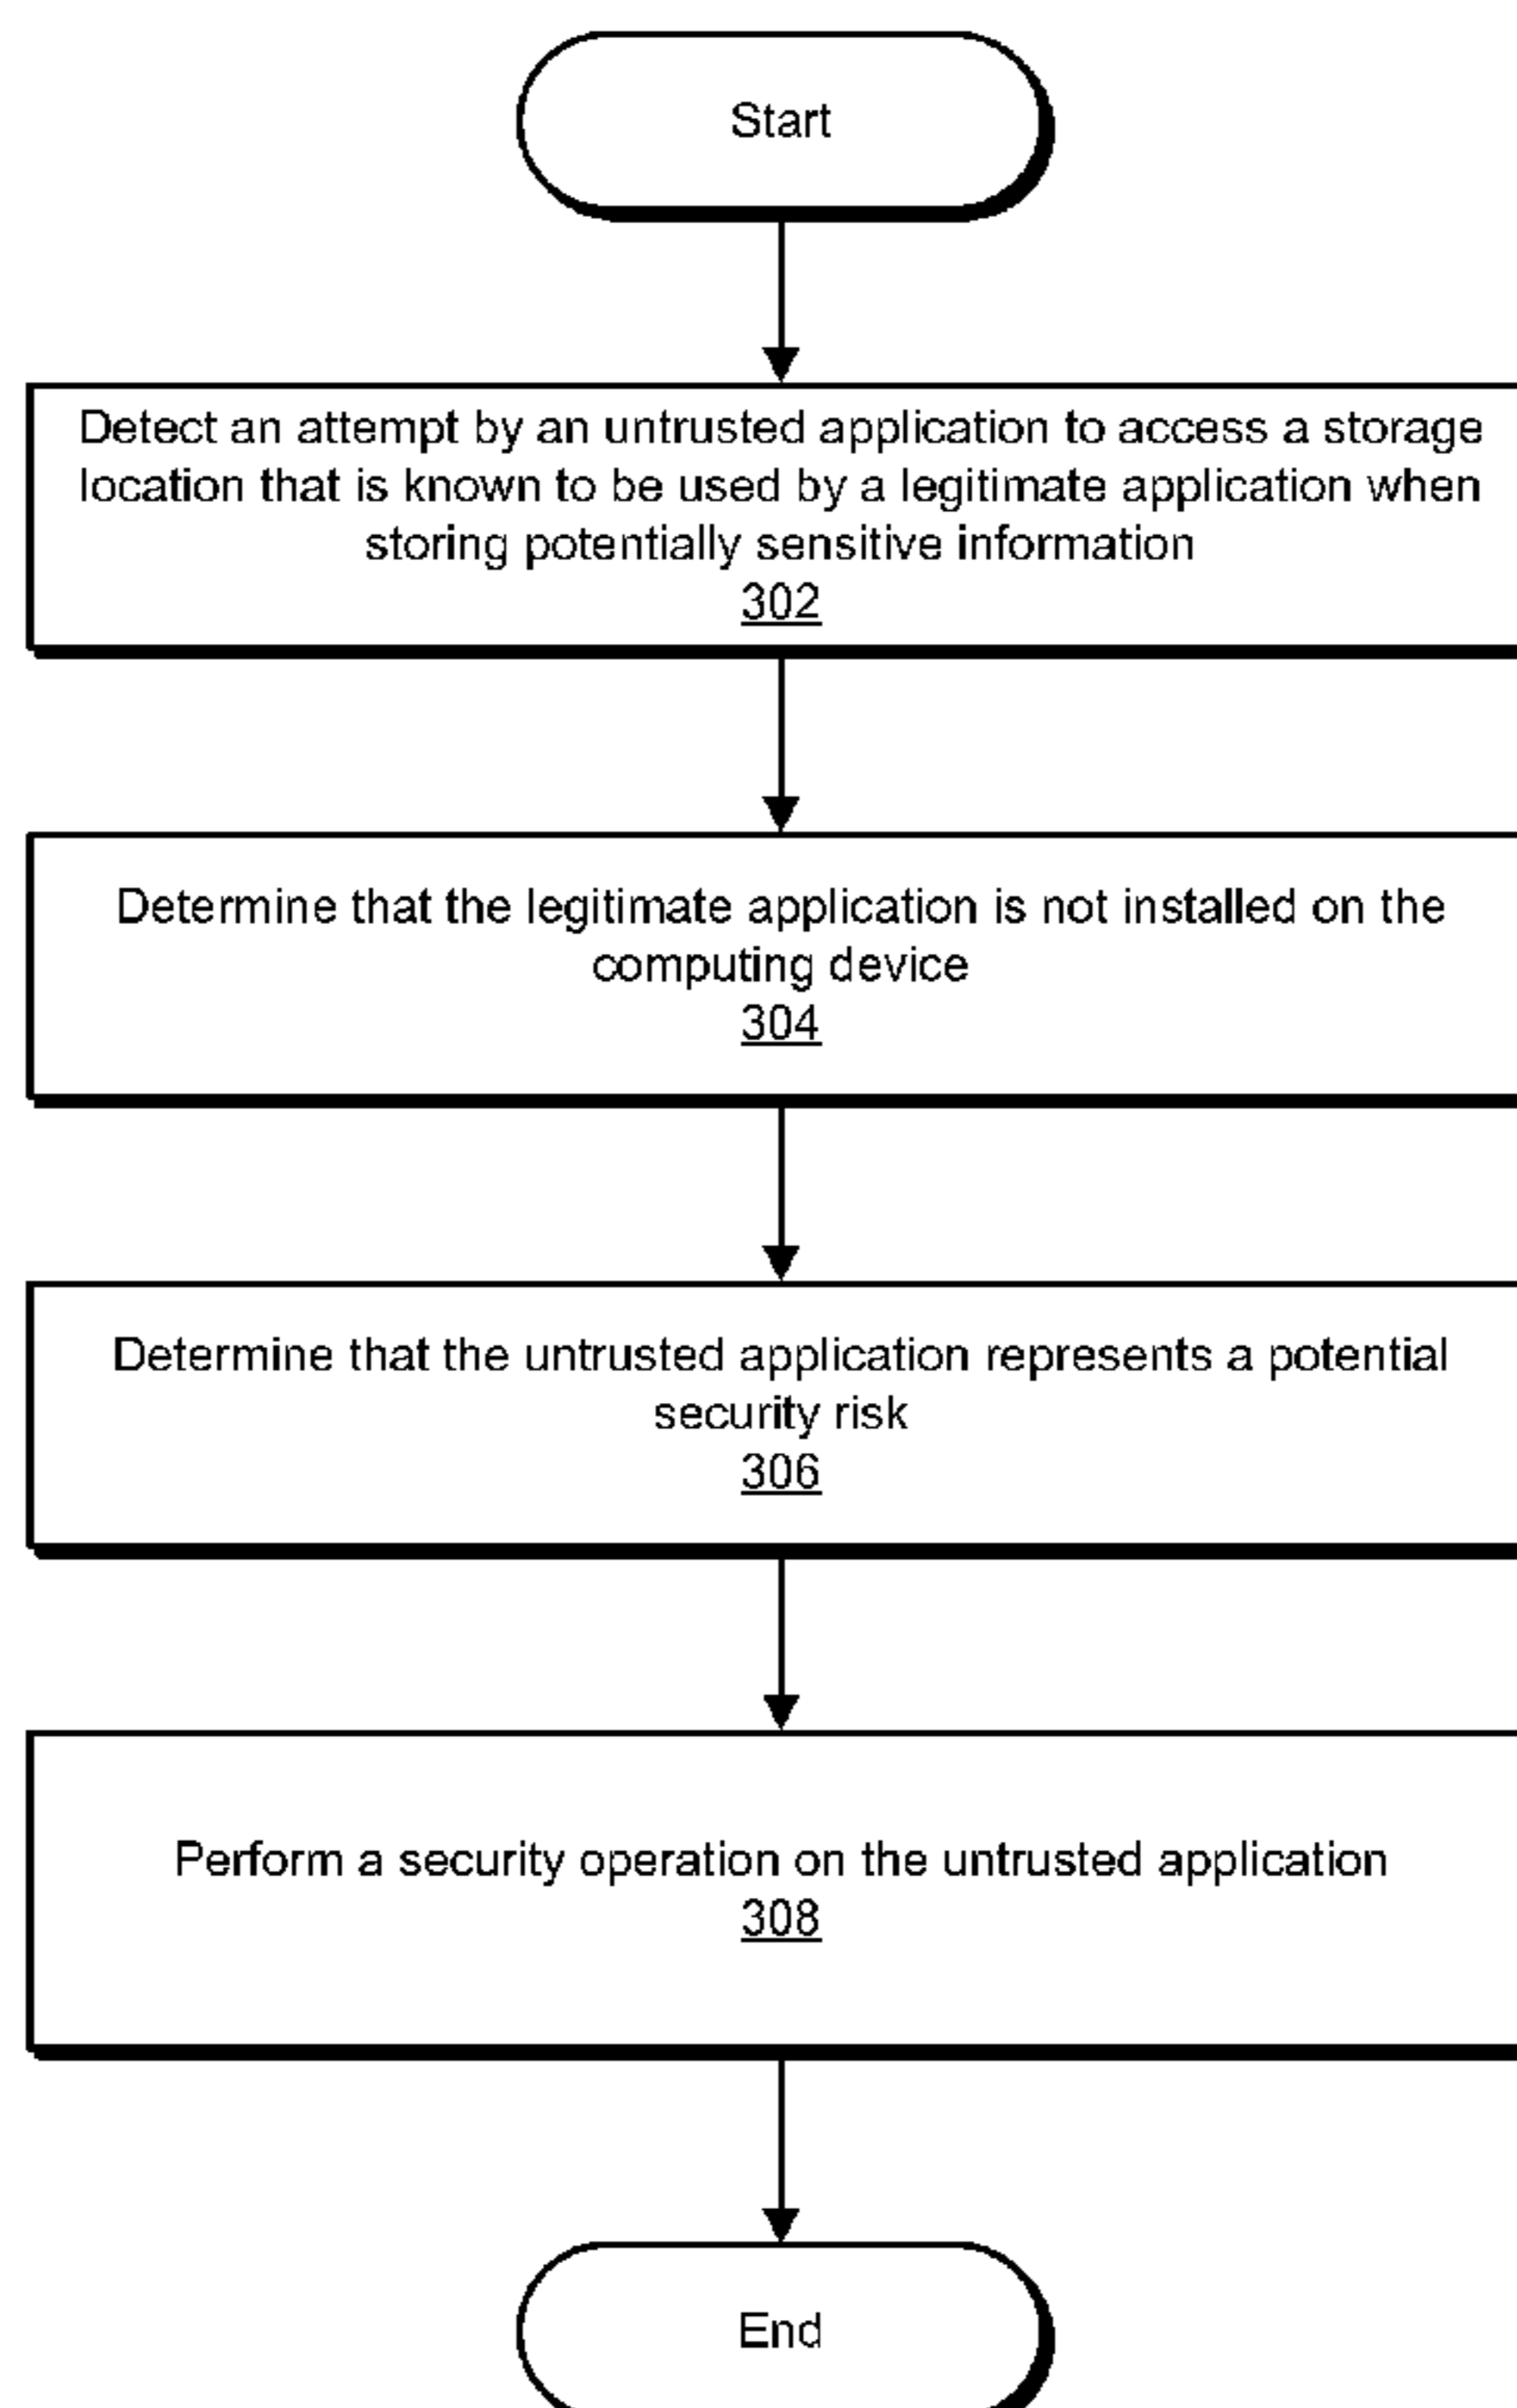 Start
Detect an attempt by an untrusted application to access a storage
location that is known to be used by a legitimate application when
storing potentially sensitive information
302
Determine that the legitimate application is not installed on the
computing device
304
Determine that the untrusted application represents a potential
security risk
306
Perform a security operation on the untrusted application
308
End